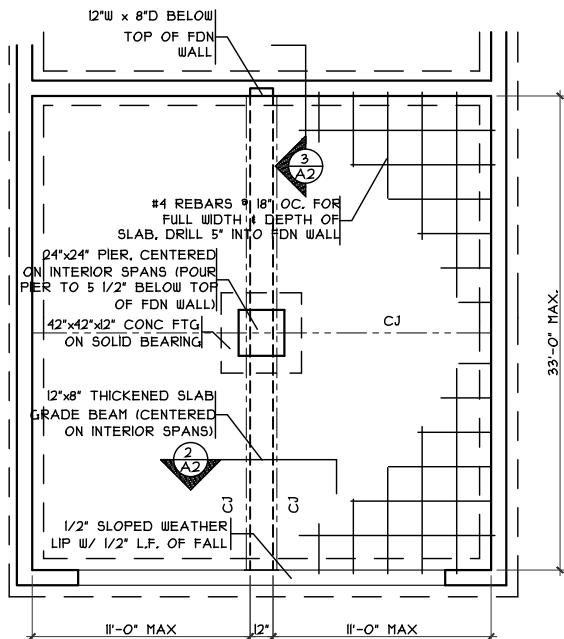 12"W x 8"D BELOW
TOP OF FDN
WALL
3
A2
#4 REBARS @ 18" OC. FOR
FULL WIDTH & DEPTH OF
SLAB, DRILL 5" INTO FDN WALL
24"x24" PIER, CENTERED
ON INTERIOR SPANS (POUR
PIER TO 5 1/2" BELOW TOP
OF FDN WALL)
42"x42"x12" CONC FTG
ON SOLID BEARING
CJ
33'-0" MAX.
12"x8" THICKENED SLAB
GRADE BEAM (CENTERED
ON INTERIOR SPANS)
2
A2
CJ
CJ
1/2" SLOPED WEATHER
LIP W/ 1/2" L.F. OF FALL
11'-0" MAX
12"
11'-0" MAX